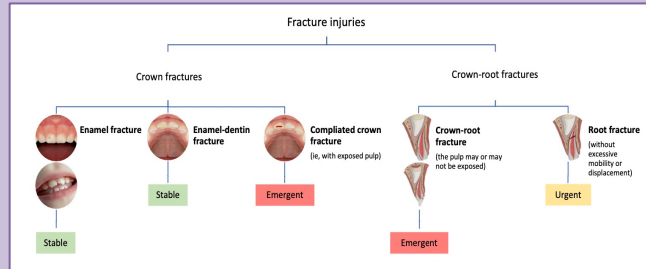 Fracture injuries
Crown fractures
Crown-root fractures
Enamel fracture
Enamel-dentin
fracture
Compliated crown
fracture
(ie, with exposed pulp)
Crown-root
fracture
(the pulp may or may
not be exposed)
Root fracture
(without
excessive
mobility or
displacement)
Stable
Emergent
Urgent
Stable
Emergent